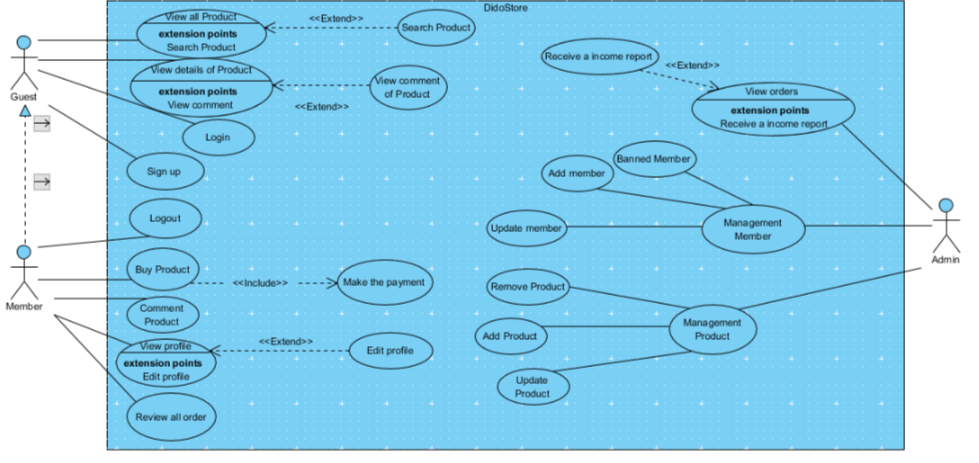 DidoStore
View all Product
extension points
Search Product
<<Extend>>
Search Product
Guest
View details of Product
extension points
View comment
<<Extend>>
View comment
of Product
Login
Sign up
Logout
Member
Buy Product
<<Include>>
Make the payment
Comment
Product
View profile
extension points
Edit profile
<<Extend>>
Edit profile
Review all order
Receive a income report
<<Extend>>
View orders
extension points
Receive a income report
Banned Member
Add member
Update member
Management
Member
Admin
Remove Product
Add Product
Management
Product
Update
Product